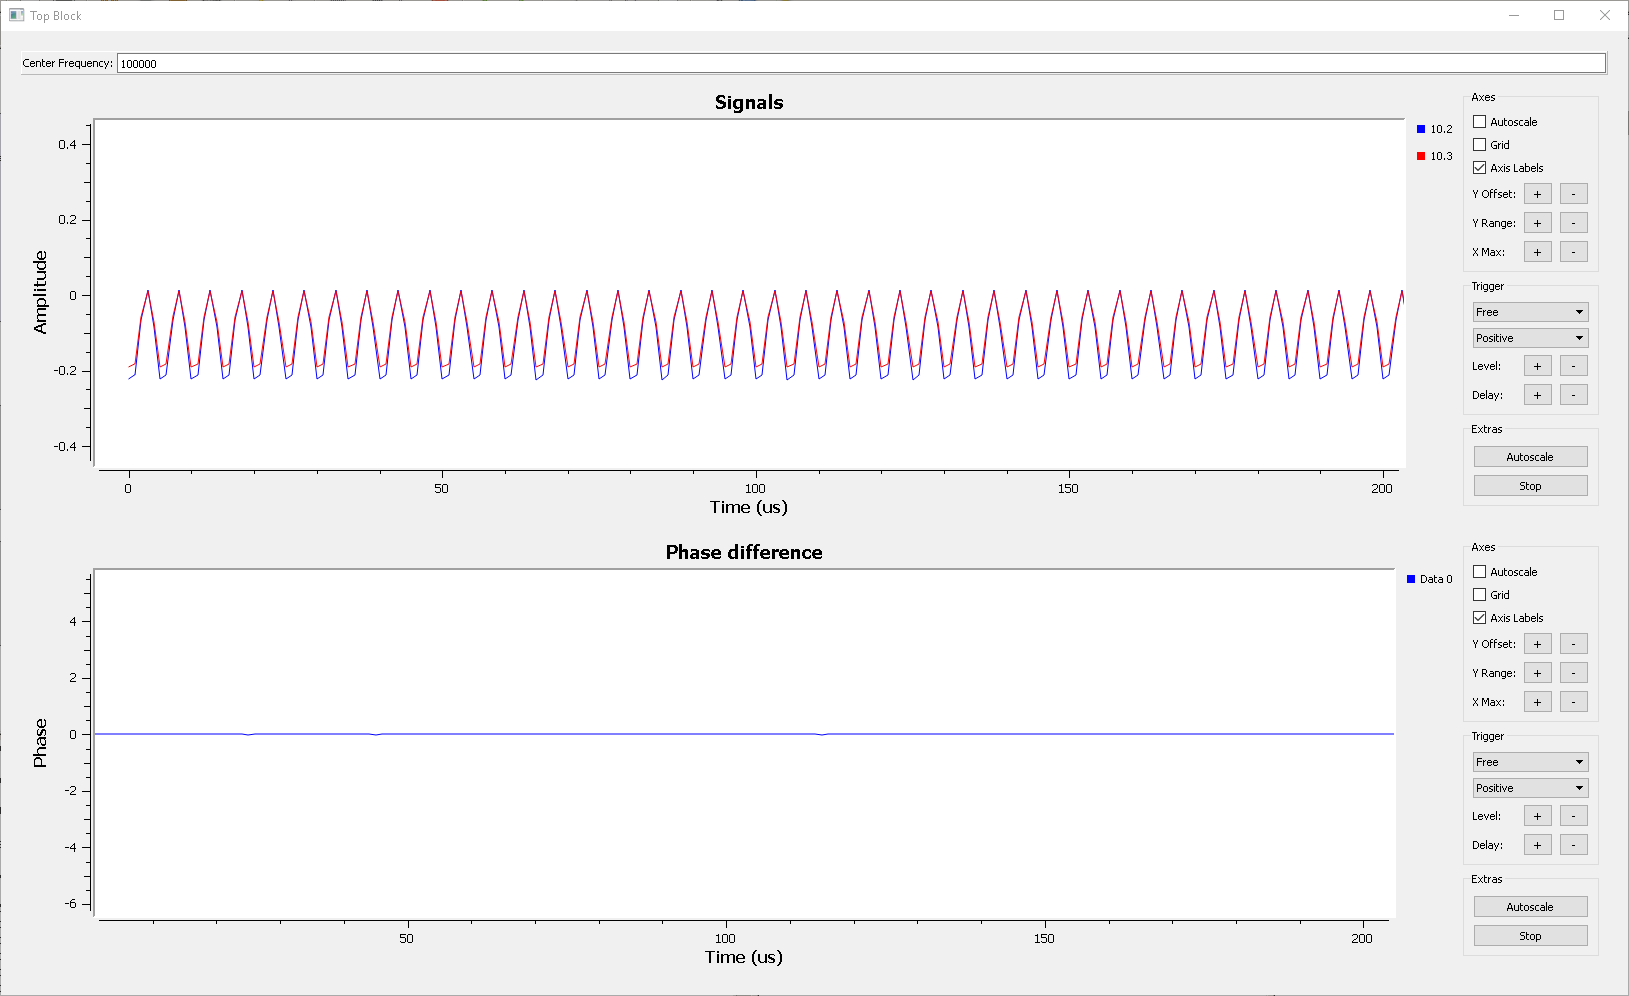 Top Block
Center Frequency: 100000
Signals
Amplitude
0.4
0.2
0
-0.2
-0.4
0 50 100 150 200
Time (us)
10.2
10.3
Axes
Autoscale
Grid
Axis Labels
Y Offset: + -
Y Range: + -
X Max: + -
Trigger
Free
Positive
Level: + -
Delay: + -
Extras
Autoscale
Stop
Phase difference
Phase
4
2
0
-2
-4
-6
50 100 150 200
Time (us)
Data 0
Axes
Autoscale
Grid
Axis Labels
Y Offset: + -
Y Range: + -
X Max: + -
Trigger
Free
Positive
Level: + -
Delay: + -
Extras
Autoscale
Stop